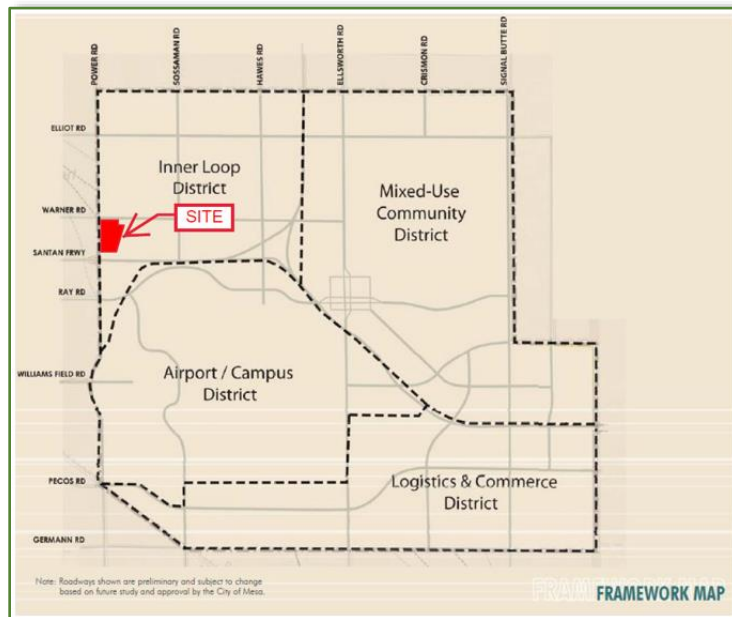 POWER RD
SOSSAMAN RD
HAWES RD
ELLSWORTH RD
CRISMON RD
SIGNAL BUTTE RD
ELLIOT RD
Inner Loop
District
Mixed-Use
Community
District
WARNER RD
SITE
SANTAN FRWY
RAY RD
WILLIAMS FIELD RD
Airport / Campus
District
PECOS RD
Logistics & Commerce
District
GERMANN RD
Note: Roadways shown are preliminary and subject to change
based on future study and approval by the City of Mesa.
FRAMEWORK MAP
FRAMEWORK MAP